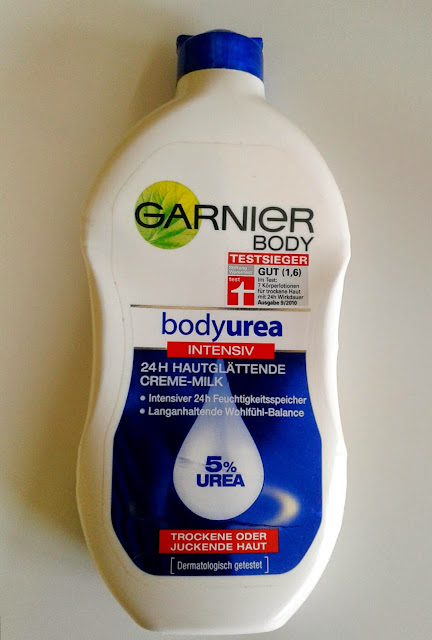 GARNIER
BODY
TESTSIEGER
Stiftung
Warentest
test
GUT (1,6)
Im Test:
7 Körperlotionen
für trockene Haut
mit 24h Wirkdauer
Ausgabe 9/2010
bodyurea
INTENSIV
24H HAUTGLÄTTENDE
CREME-MILK
• Intensiver 24h Feuchtigkeitsspeicher
• Langanhaltende Wohlfühl-Balance
5%
UREA
TROCKENE ODER
JUCKENDE HAUT
[Dermatologisch getestet]